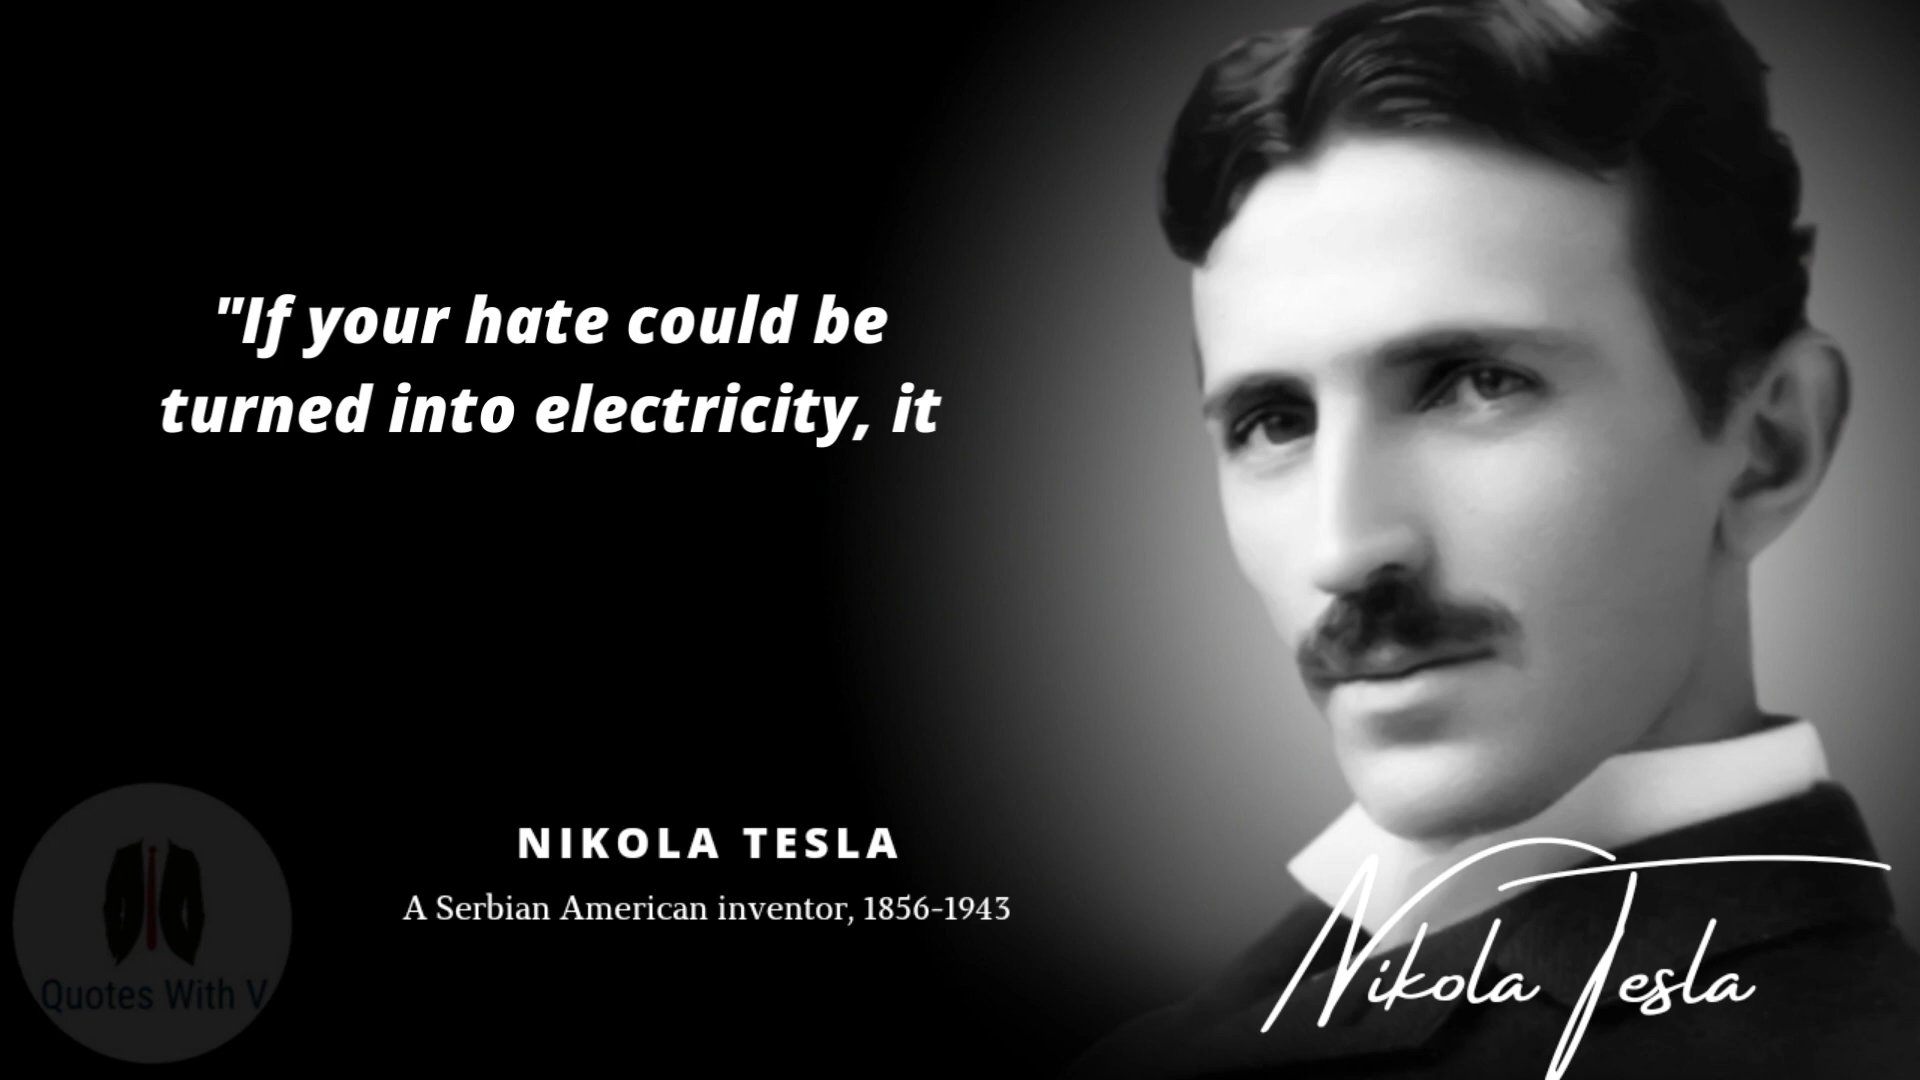 "If your hate could be
turned into electricity, it
NIKOLA TESLA
A Serbian American inventor, 1856-1943
Nikola Tesla
Quotes With V